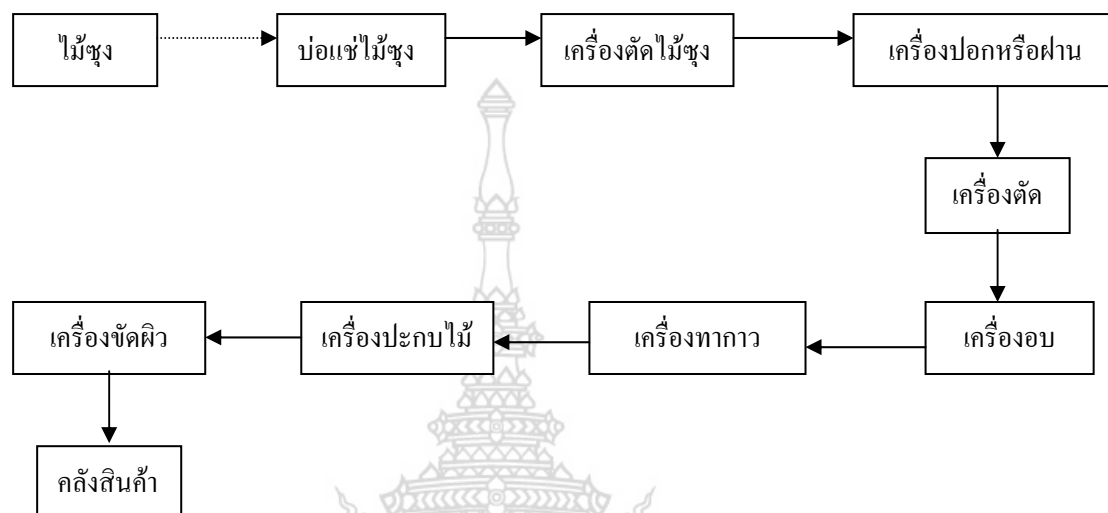 ไม้ซุง
บ่อแช่ไม้ซุง
เครื่องตัดไม้ซุง
เครื่องปอกหรือฝาน
เครื่องตัด
เครื่องอบ
เครื่องทากาว
เครื่องประกบไม้
เครื่องขัดผิว
คลังสินค้า